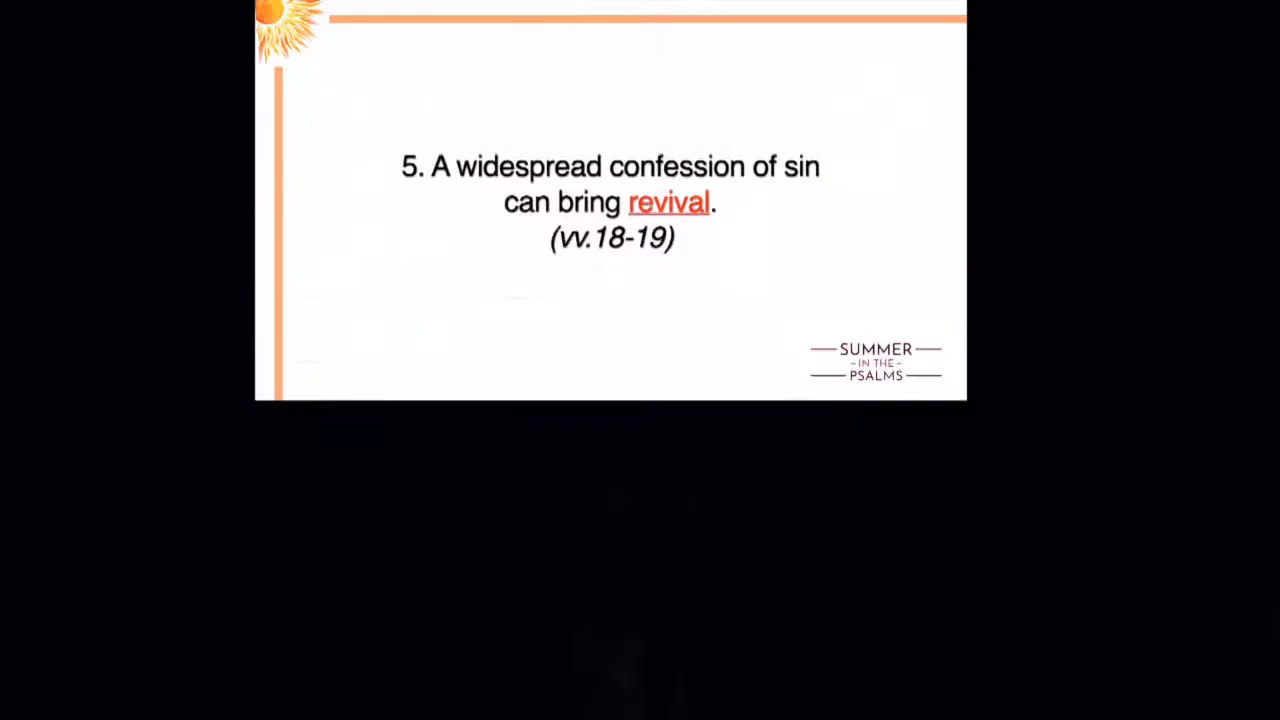 5. A widespread confession of sin
can bring revival.
(vv.18-19)
SUMMER
-IN THE-
PSALMS